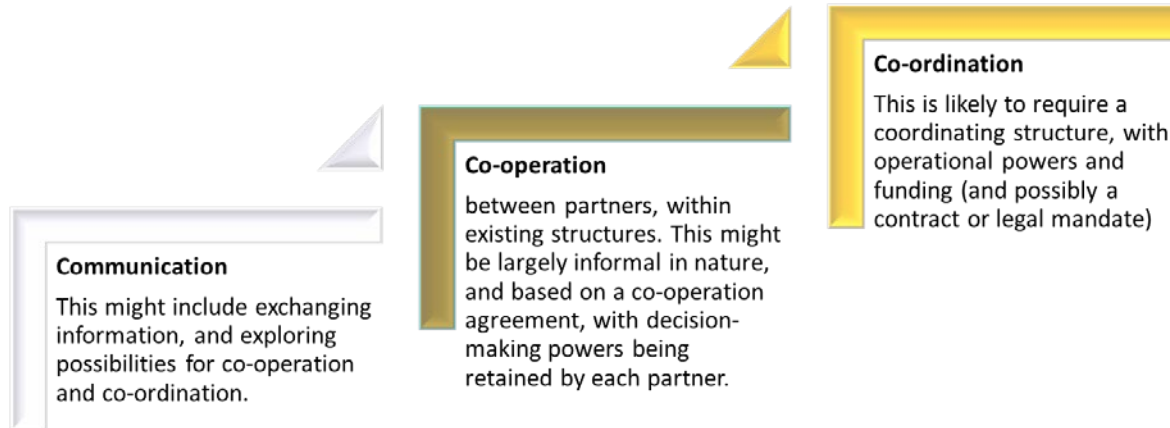 Communication
This might include exchanging
information, and exploring
possibilities for co-operation
and co-ordination.
Co-operation
between partners, within
existing structures. This might
be largely informal in nature,
and based on a co-operation
agreement, with decision-
making powers being
retained by each partner.
Co-ordination
This is likely to require a
coordinating structure, with
operational powers and
funding (and possibly a
contract or legal mandate)